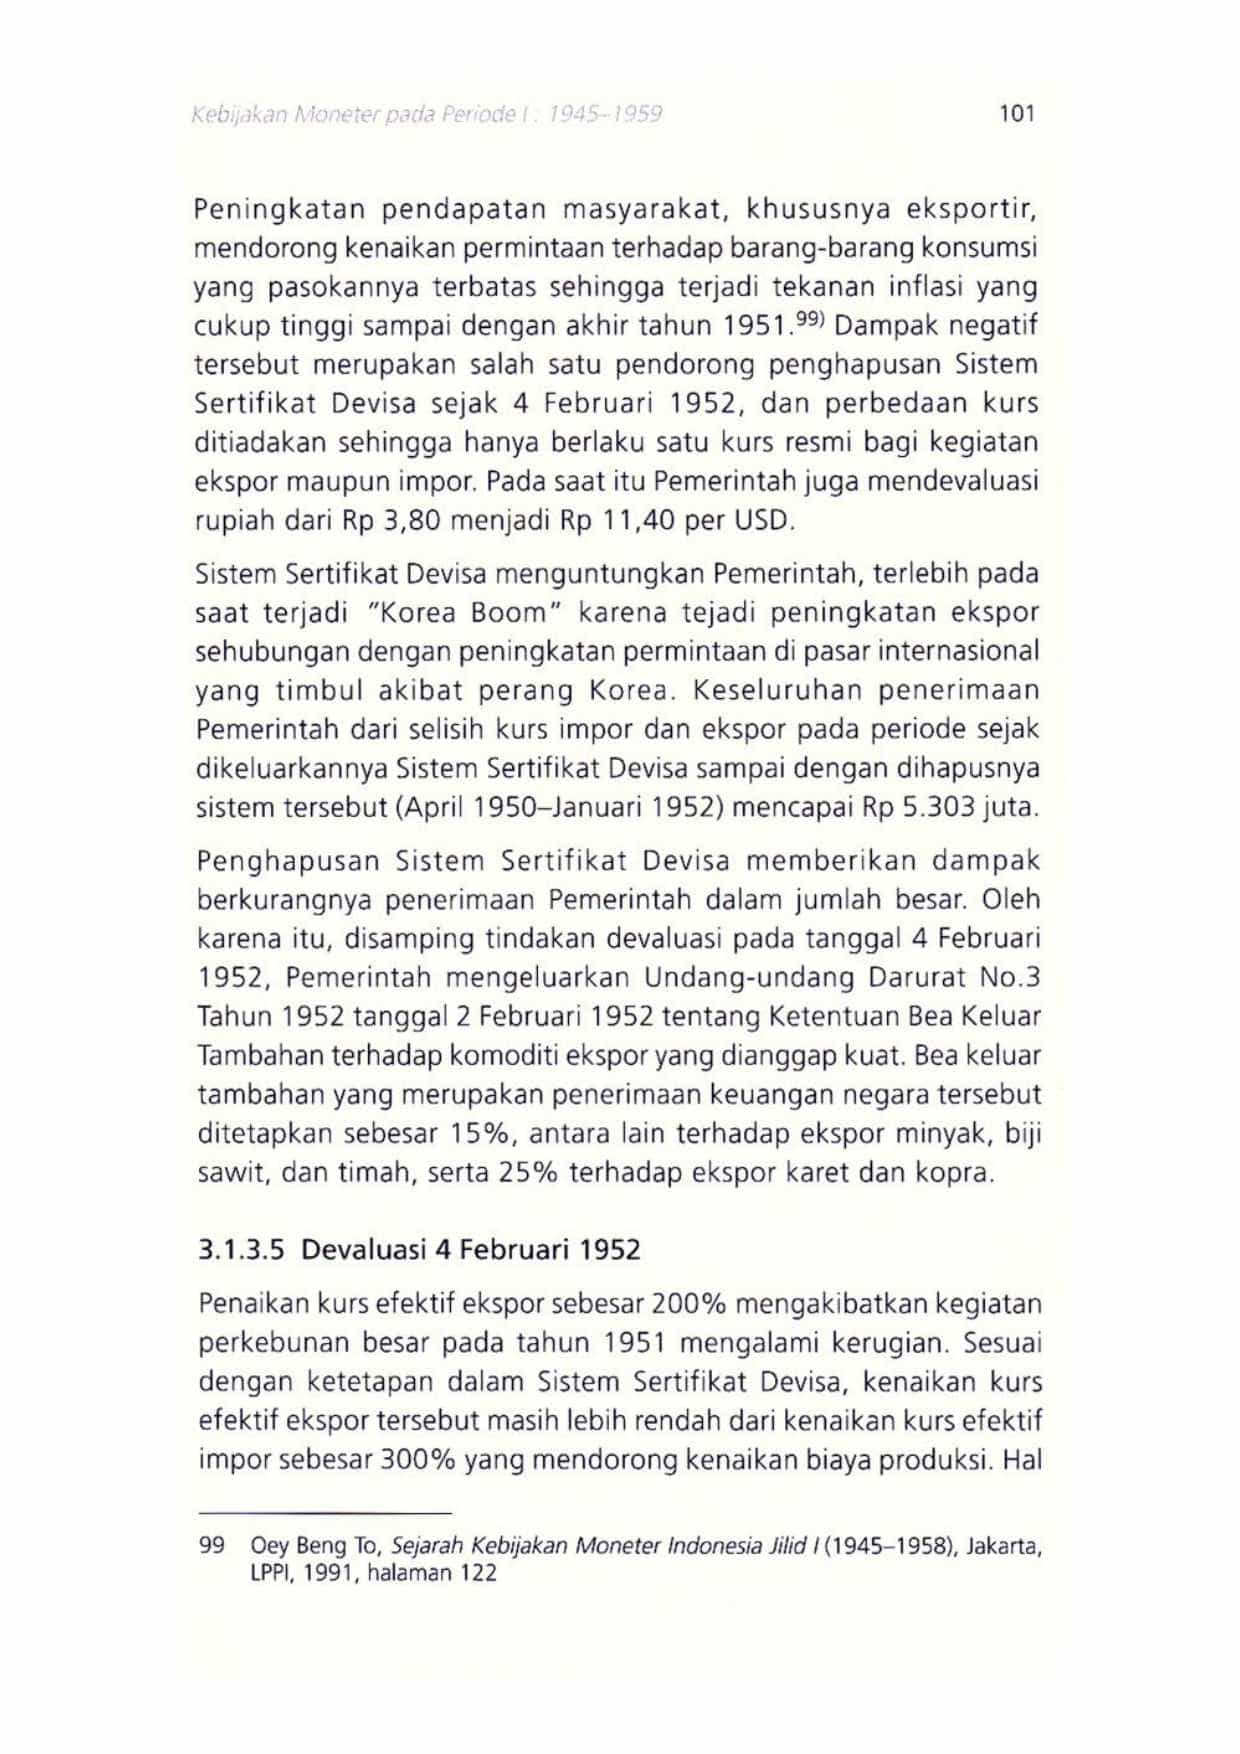 Kebijakan Moneter pada Periode I : 1945–1959 101
Peningkatan pendapatan masyarakat, khususnya eksportir,
mendorong kenaikan permintaan terhadap barang-barang konsumsi
yang pasokannya terbatas sehingga terjadi tekanan inflasi yang
cukup tinggi sampai dengan akhir tahun 1951.99) Dampak negatif
tersebut merupakan salah satu pendorong penghapusan Sistem
Sertifikat Devisa sejak 4 Februari 1952, dan perbedaan kurs
ditiadakan sehingga hanya berlaku satu kurs resmi bagi kegiatan
ekspor maupun impor. Pada saat itu Pemerintah juga mendevaluasi
rupiah dari Rp 3,80 menjadi Rp 11,40 per USD.
Sistem Sertifikat Devisa menguntungkan Pemerintah, terlebih pada
saat terjadi "Korea Boom" karena tejadi peningkatan ekspor
sehubungan dengan peningkatan permintaan di pasar internasional
yang timbul akibat perang Korea. Keseluruhan penerimaan
Pemerintah dari selisih kurs impor dan ekspor pada periode sejak
dikeluarkannya Sistem Sertifikat Devisa sampai dengan dihapusnya
sistem tersebut (April 1950–Januari 1952) mencapai Rp 5.303 juta.
Penghapusan Sistem Sertifikat Devisa memberikan dampak
berkurangnya penerimaan Pemerintah dalam jumlah besar. Oleh
karena itu, disamping tindakan devaluasi pada tanggal 4 Februari
1952, Pemerintah mengeluarkan Undang-undang Darurat No.3
Tahun 1952 tanggal 2 Februari 1952 tentang Ketentuan Bea Keluar
Tambahan terhadap komoditi ekspor yang dianggap kuat. Bea keluar
tambahan yang merupakan penerimaan keuangan negara tersebut
ditetapkan sebesar 15%, antara lain terhadap ekspor minyak, biji
sawit, dan timah, serta 25% terhadap ekspor karet dan kopra.
3.1.3.5 Devaluasi 4 Februari 1952
Penaikan kurs efektif ekspor sebesar 200% mengakibatkan kegiatan
perkebunan besar pada tahun 1951 mengalami kerugian. Sesuai
dengan ketetapan dalam Sistem Sertifikat Devisa, kenaikan kurs
efektif ekspor tersebut masih lebih rendah dari kenaikan kurs efektif
impor sebesar 300% yang mendorong kenaikan biaya produksi. Hal
99 Oey Beng To, Sejarah Kebijakan Moneter Indonesia Jilid I (1945–1958), Jakarta,
LPPI, 1991, halaman 122